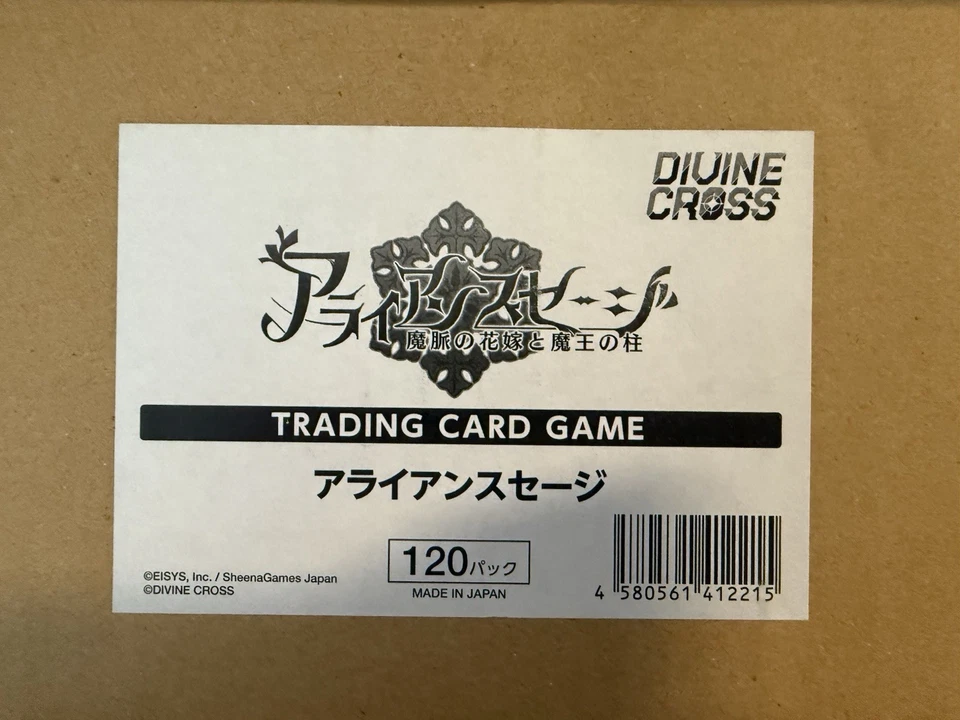 DIVINE
CROSS
アライアンスセージ
魔脈の花嫁と魔王の柱
TRADING CARD GAME
アライアンスセージ
120パック
MADE IN JAPAN
©EISYS, Inc. / SheenaGames Japan
©DIVINE CROSS
4 580561 412215